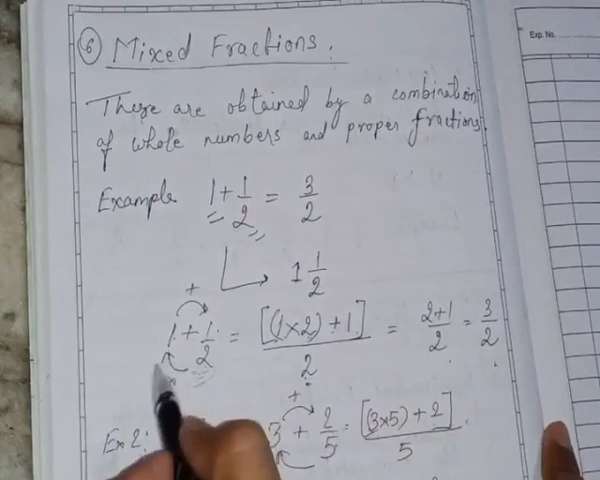 6 Mixed Fractions.
These are obtained by a combination
of whole numbers and proper fractions.
Example 1 + 1/2 = 3/2
1 1/2
+
1 + 1/2 = [(1×2) + 1]/2 = 2+1/2 = 3/2
+
Ex 2: 3 + 2/5 = [(3×5) + 2]/5
Exp. No.